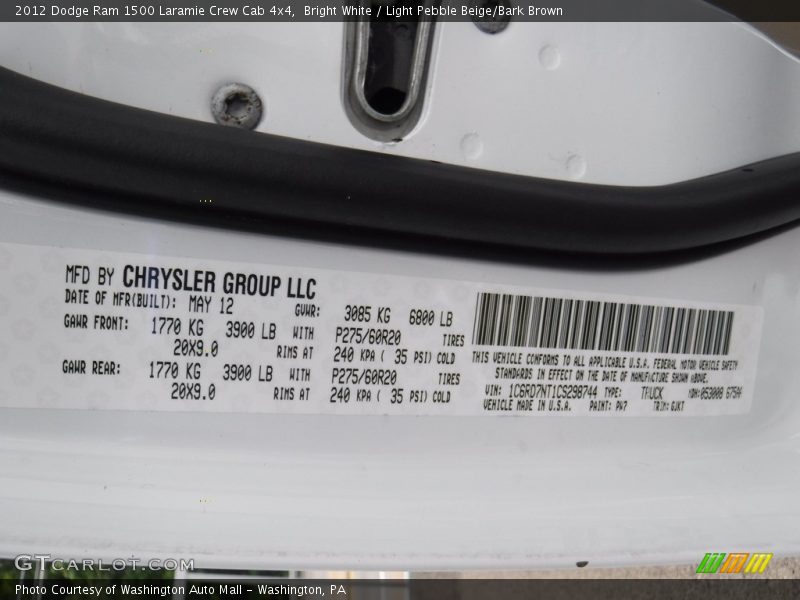 2012 Dodge Ram 1500 Laramie Crew Cab 4x4,  Bright White / Light Pebble Beige/Bark Brown
MFD BY CHRYSLER GROUP LLC
DATE OF MFR(BUILT): MAY 12 GVWR: 3085 KG 6800 LB
GAWR FRONT: 1770 KG 3900 LB WITH P275/60R20 TIRES
20X9.0 RIMS AT 240 KPA ( 35 PSI) COLD
GAWR REAR: 1770 KG 3900 LB WITH P275/60R20 TIRES
20X9.0 RIMS AT 240 KPA ( 35 PSI) COLD
THIS VEHICLE CONFORMS TO ALL APPLICABLE U.S.A. FEDERAL MOTOR VEHICLE SAFETY
STANDARDS IN EFFECT ON THE DATE OF MANUFACTURE SHOWN ABOVE.
VIN: 1C6RD7NT1CS298744 TYPE: TRUCK MDH: 053008 6754A
VEHICLE MADE IN U.S.A. PAINT: PW7 TRIM: GJKT
GTCARLOT.COM
Photo Courtesy of Washington Auto Mall - Washington, PA